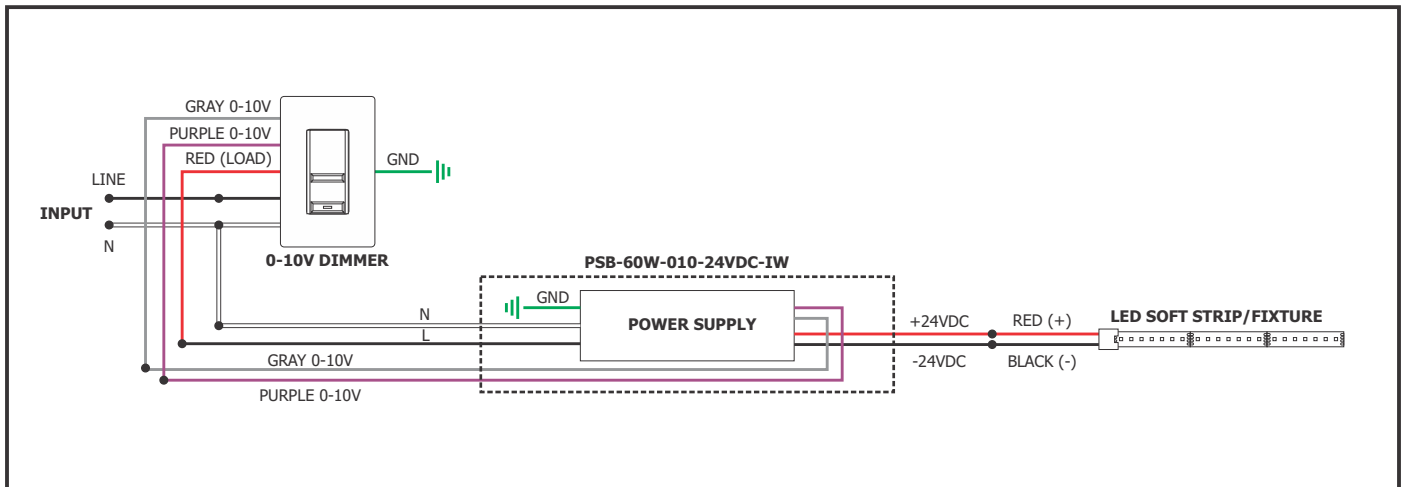 GRAY 0-10V
PURPLE 0-10V
RED (LOAD)
GND
LINE
INPUT
N
0-10V DIMMER
PSB-60W-010-24VDC-IW
GND
POWER SUPPLY
N
L
GRAY 0-10V
PURPLE 0-10V
+24VDC
RED (+)
LED SOFT STRIP/FIXTURE
-24VDC
BLACK (-)